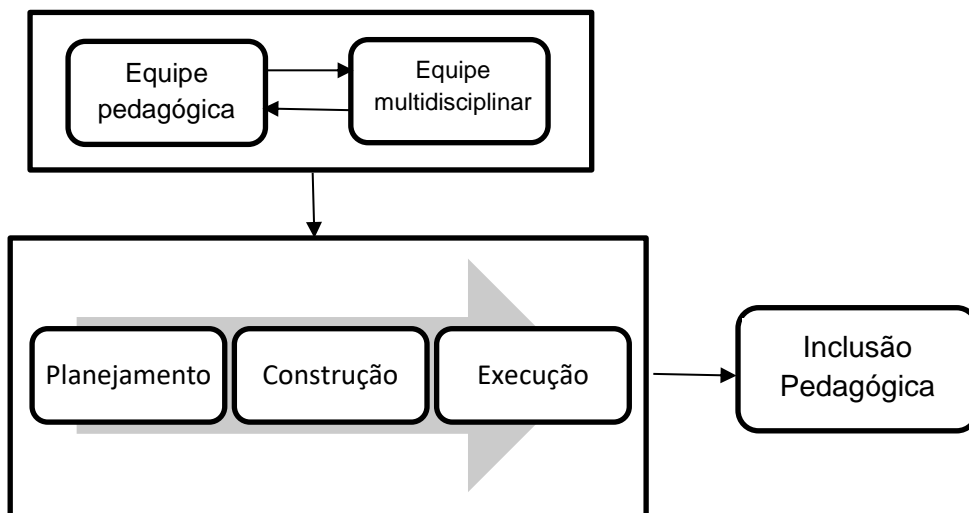 Equipe
pedagógica
Equipe
multidisciplinar
Planejamento
Construção
Execução
Inclusão
Pedagógica